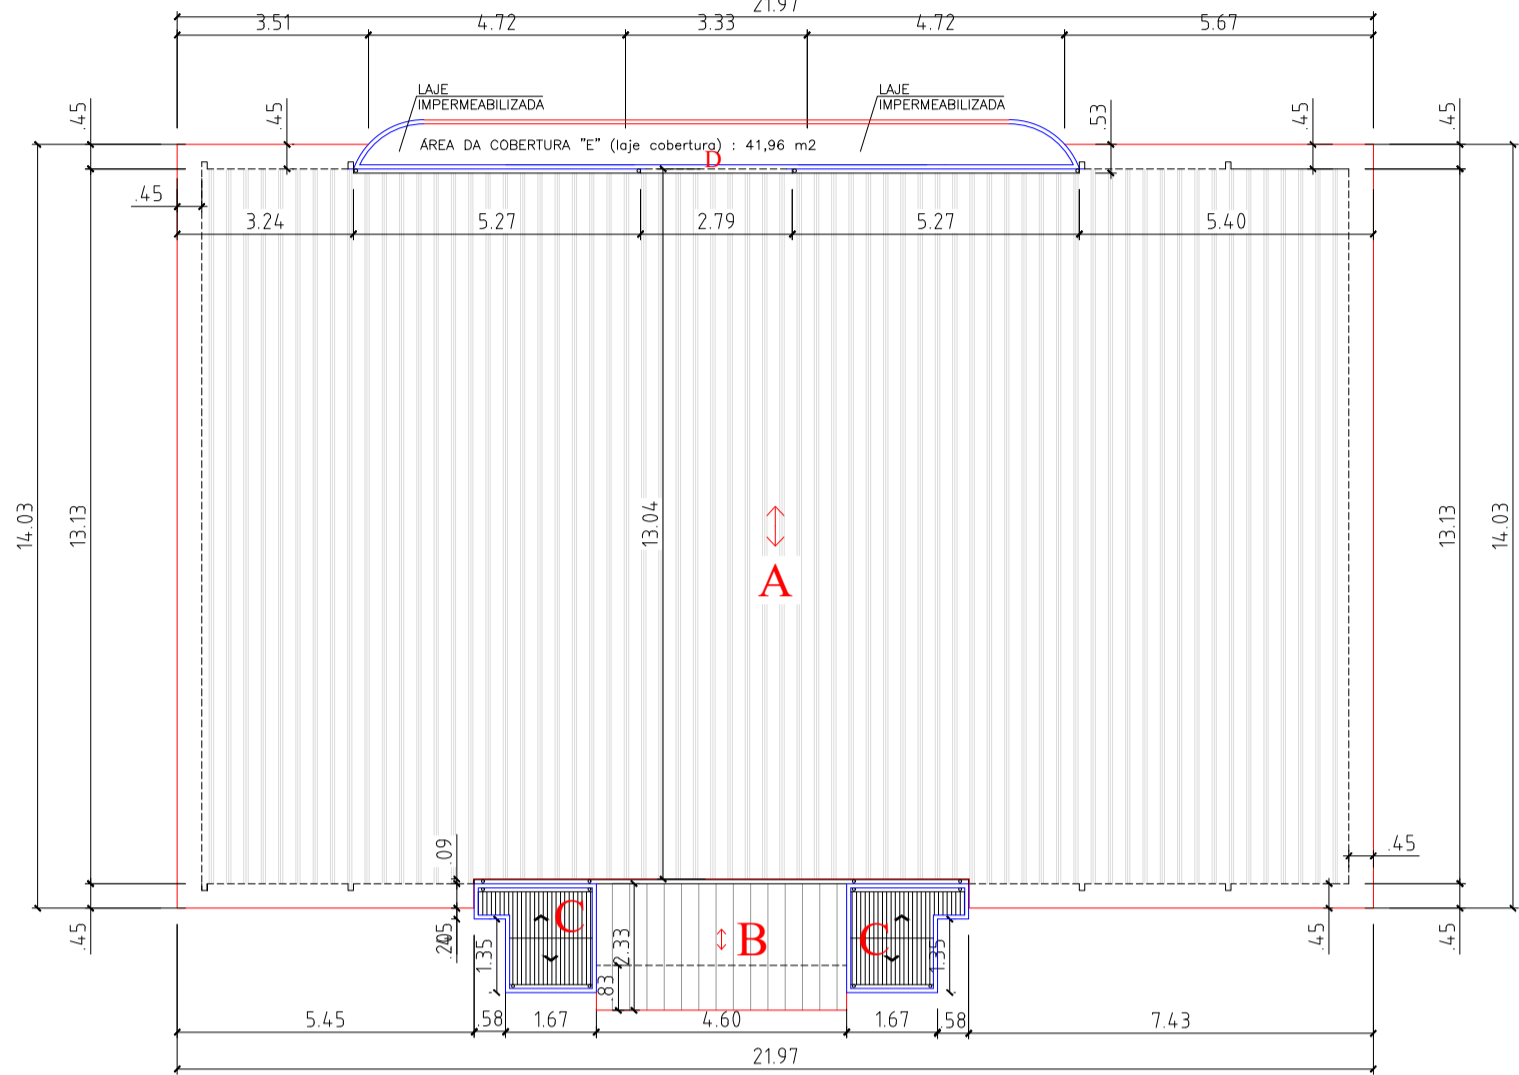 21.97
3.51 4.72 3.33 4.72 5.67
LAJE
IMPERMEABILIZADA
LAJE
IMPERMEABILIZADA
.45
.45
.53
.45
.45
ÁREA DA COBERTURA "E" (laje cobertura) : 41,96 m2
D
.45
.45
3.24 5.27 2.79 5.27 5.40
14.03
13.13
13.04
13.13
14.03
A
.09
.45
.45
1.35
C
2.33
.83
B
C
1.35
.45
.45
5.45 .58 1.67 4.60 1.67 .58 7.43
21.97